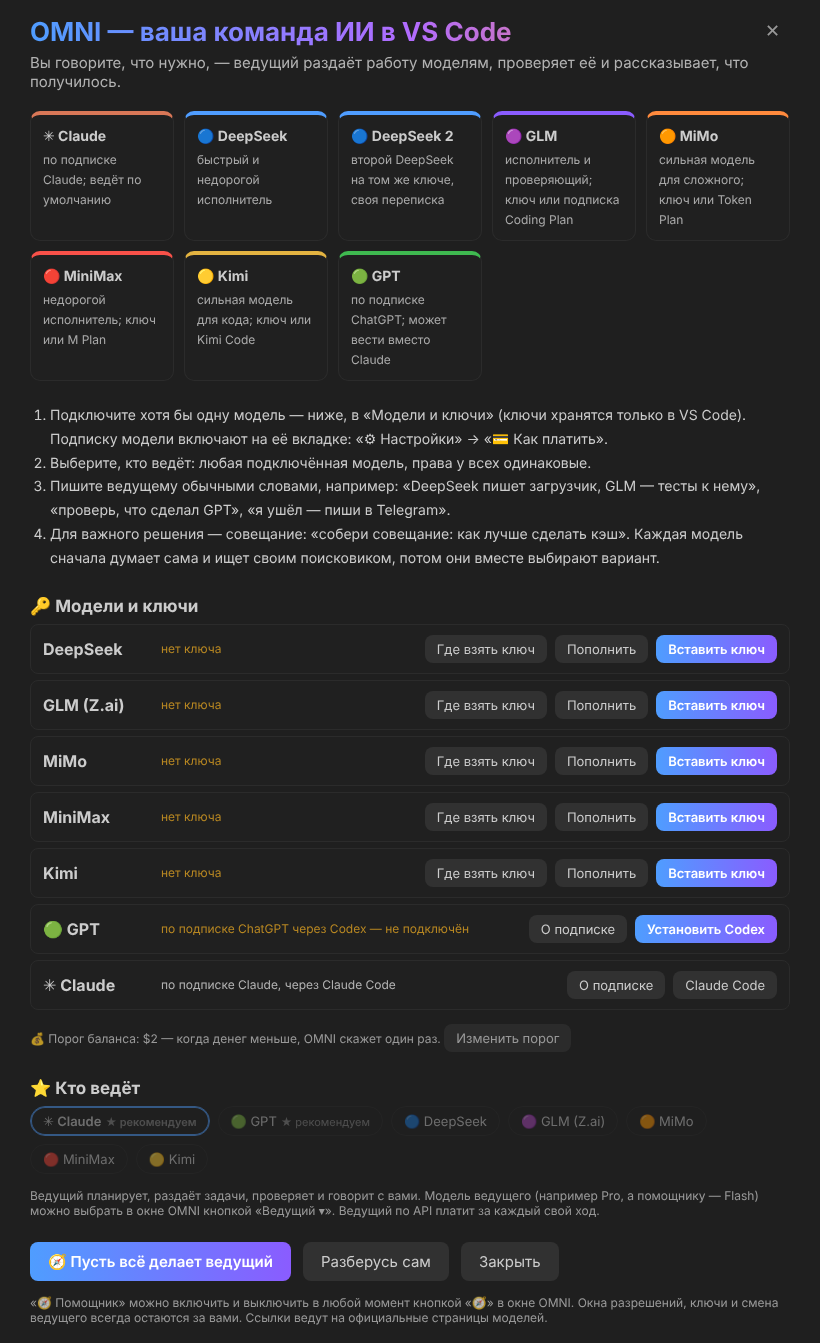 OMNI — ваша команда ИИ в VS Code
✕
Вы говорите, что нужно, — ведущий раздаёт работу моделям, проверяет её и рассказывает, что
получилось.
✳ Claude
по подписке
Claude; ведёт по
умолчанию
🔵 DeepSeek
быстрый и
недорогой
исполнитель
🔵 DeepSeek 2
второй DeepSeek
на том же ключе,
своя переписка
🟣 GLM
исполнитель и
проверяющий;
ключ или подписка
Coding Plan
🟠 MiMo
сильная модель
для сложного;
ключ или Token
Plan
🔴 MiniMax
недорогой
исполнитель; ключ
или M Plan
🟡 Kimi
сильная модель
для кода; ключ или
Kimi Code
🟢 GPT
по подписке
ChatGPT; может
вести вместо
Claude
1. Подключите хотя бы одну модель — ниже, в «Модели и ключи» (ключи хранятся только в VS Code).
Подписку модели включают на её вкладке: «⚙ Настройки» → «💳 Как платить».
2. Выберите, кто ведёт: любая подключённая модель, права у всех одинаковые.
3. Пишите ведущему обычными словами, например: «DeepSeek пишет загрузчик, GLM — тесты к нему»,
«проверь, что сделал GPT», «я ушёл — пиши в Telegram».
4. Для важного решения — совещание: «собери совещание: как лучше сделать кэш». Каждая модель
сначала думает сама и ищет своим поисковиком, потом они вместе выбирают вариант.
🔑 Модели и ключи
DeepSeek нет ключа Где взять ключ Пополнить Вставить ключ
GLM (Z.ai) нет ключа Где взять ключ Пополнить Вставить ключ
MiMo нет ключа Где взять ключ Пополнить Вставить ключ
MiniMax нет ключа Где взять ключ Пополнить Вставить ключ
Kimi нет ключа Где взять ключ Пополнить Вставить ключ
🟢 GPT по подписке ChatGPT через Codex — не подключён О подписке Установить Codex
✳ Claude по подписке Claude, через Claude Code О подписке Claude Code
💰 Порог баланса: $2 — когда денег меньше, OMNI скажет один раз. Изменить порог
⭐ Кто ведёт
✳ Claude ★ рекомендуем 🟢 GPT ★ рекомендуем 🔵 DeepSeek 🟣 GLM (Z.ai) 🟠 MiMo
🔴 MiniMax 🟡 Kimi
Ведущий планирует, раздаёт задачи, проверяет и говорит с вами. Модель ведущего (например Pro, а помощнику — Flash)
можно выбрать в окне OMNI кнопкой «Ведущий ▾». Ведущий по API платит за каждый свой ход.
🧭 Пусть всё делает ведущий Разберусь сам Закрыть
«🧭 Помощник» можно включить и выключить в любой момент кнопкой «🧭» в окне OMNI. Окна разрешений, ключи и смена
ведущего всегда остаются за вами. Ссылки ведут на официальные страницы моделей.